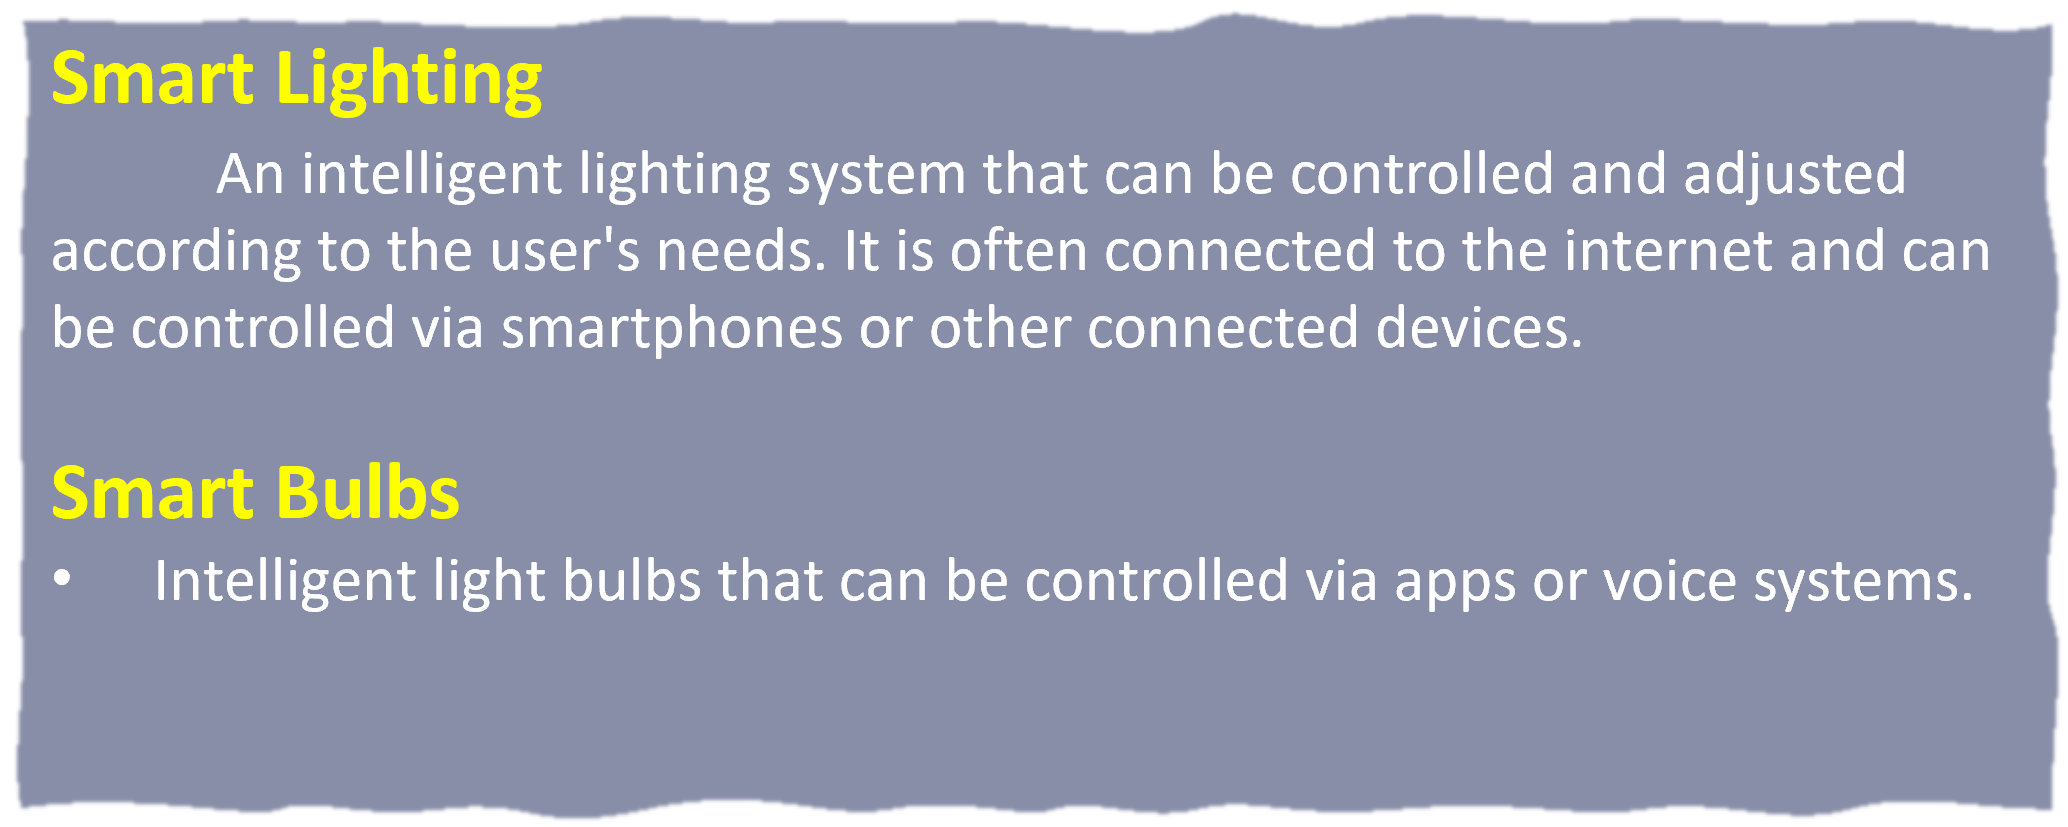 Smart Lighting
An intelligent lighting system that can be controlled and adjusted
according to the user's needs. It is often connected to the internet and can
be controlled via smartphones or other connected devices.
Smart Bulbs
• Intelligent light bulbs that can be controlled via apps or voice systems.